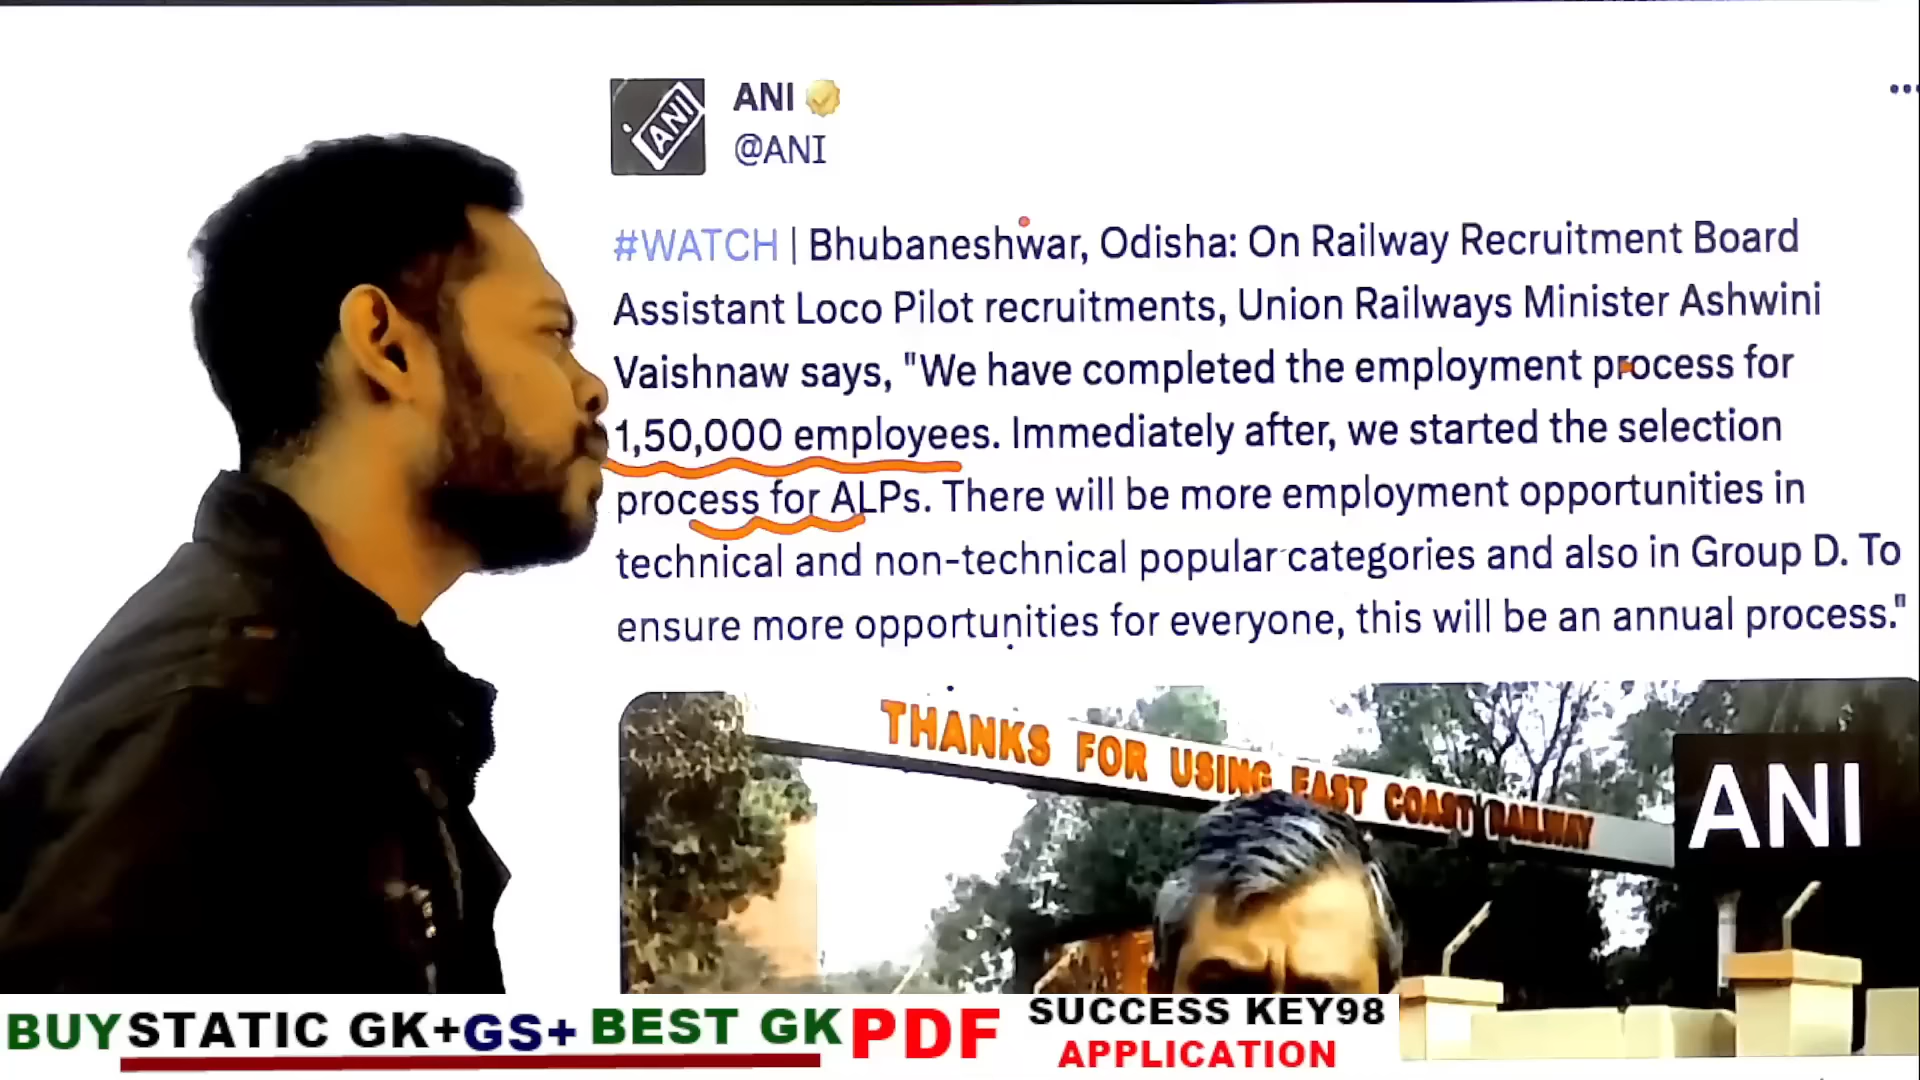 ANI
ANI
@ANI
#WATCH | Bhubaneshwar, Odisha: On Railway Recruitment Board
Assistant Loco Pilot recruitments, Union Railways Minister Ashwini
Vaishnaw says, "We have completed the employment process for
1,50,000 employees. Immediately after, we started the selection
process for ALPs. There will be more employment opportunities in
technical and non-technical popular categories and also in Group D. To
ensure more opportunities for everyone, this will be an annual process."
THANKS FOR USING EAST COAST RAILWAY
ANI
BUY STATIC GK+GS+ BEST GK PDF
SUCCESS KEY98
APPLICATION